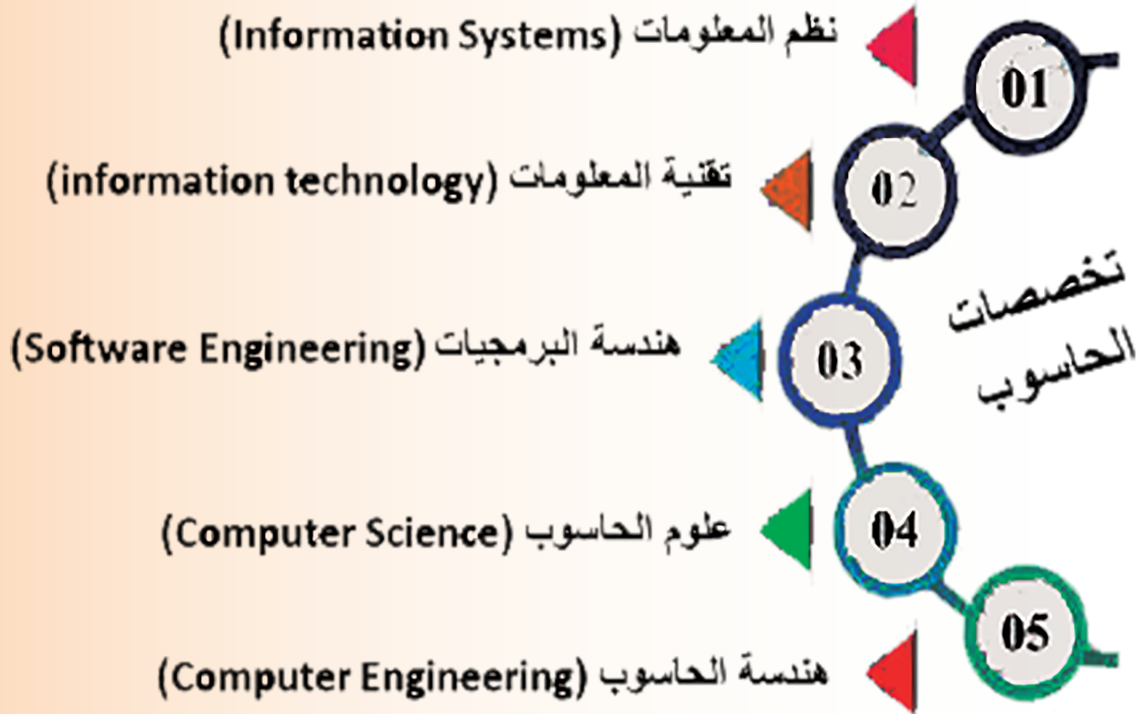 تخصصات
الحاسوب
01
نظم المعلومات (Information Systems)
02
تقنية المعلومات (information technology)
03
هندسة البرمجيات (Software Engineering)
04
علوم الحاسوب (Computer Science)
05
هندسة الحاسوب (Computer Engineering)